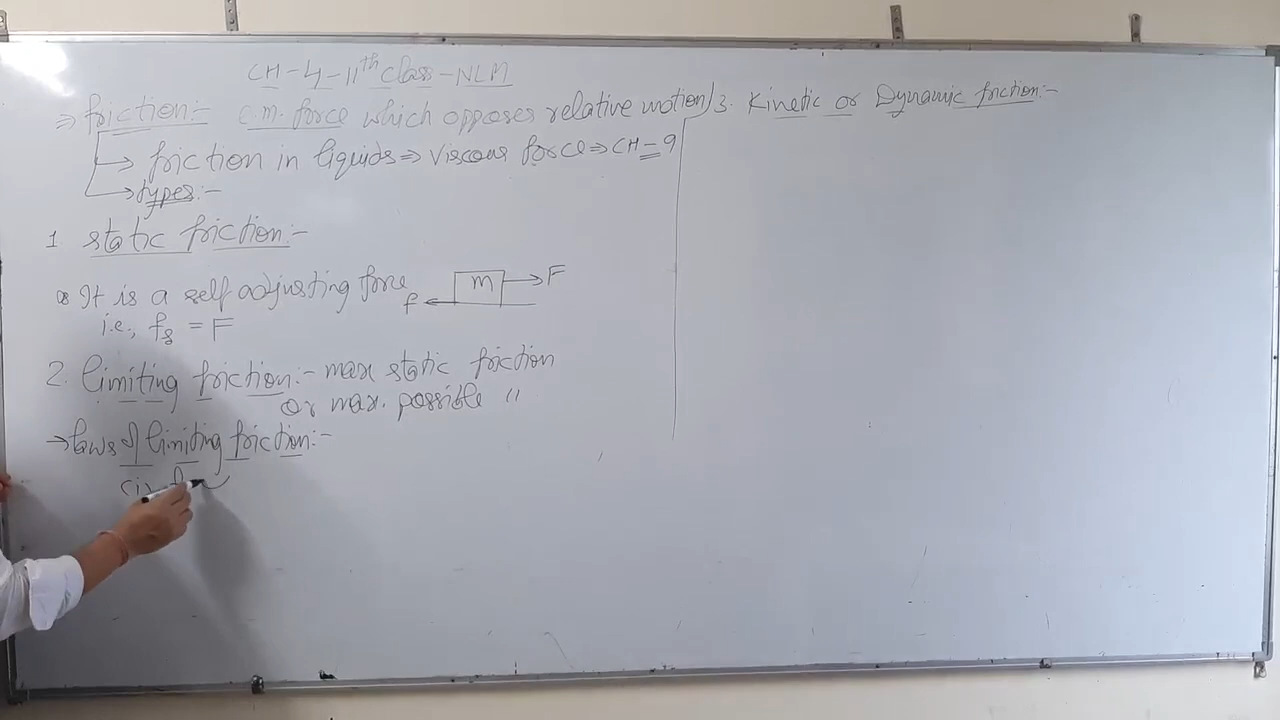 CH-4-11th class-NLM
⇒ friction:- c.m. force which opposes relative motion/
→ friction in liquids ⇒ Viscous force ⇒ CH=9
→ types:-
1 static friction:-
It is a self adjusting force
f m F
i.e., fs = F
2. limiting friction:- max static friction
or max. possible "
→ laws of limiting friction:-
(i)
3. Kinetic or Dynamic friction:-